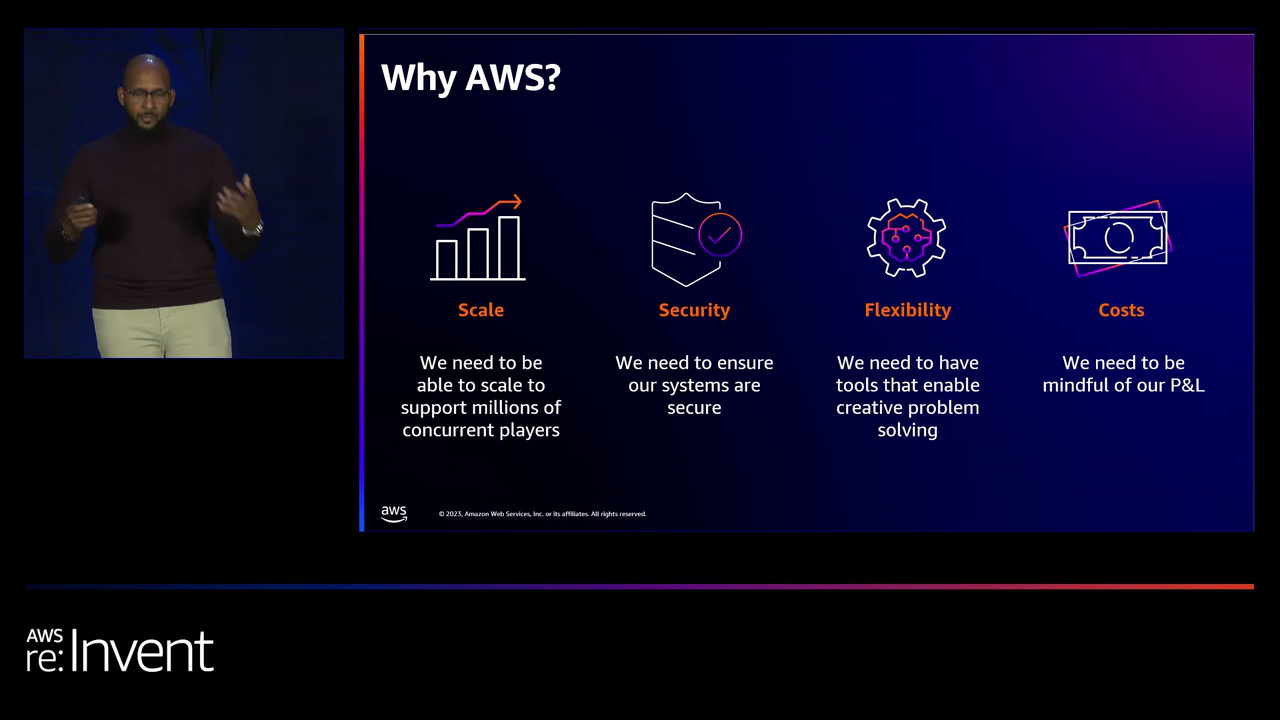 Why AWS?
Scale
We need to be
able to scale to
support millions of
concurrent players
Security
We need to ensure
our systems are
secure
Flexibility
We need to have
tools that enable
creative problem
solving
Costs
We need to be
mindful of our P&L
aws
© 2023, Amazon Web Services, Inc. or its affiliates. All rights reserved.
AWS
re:Invent